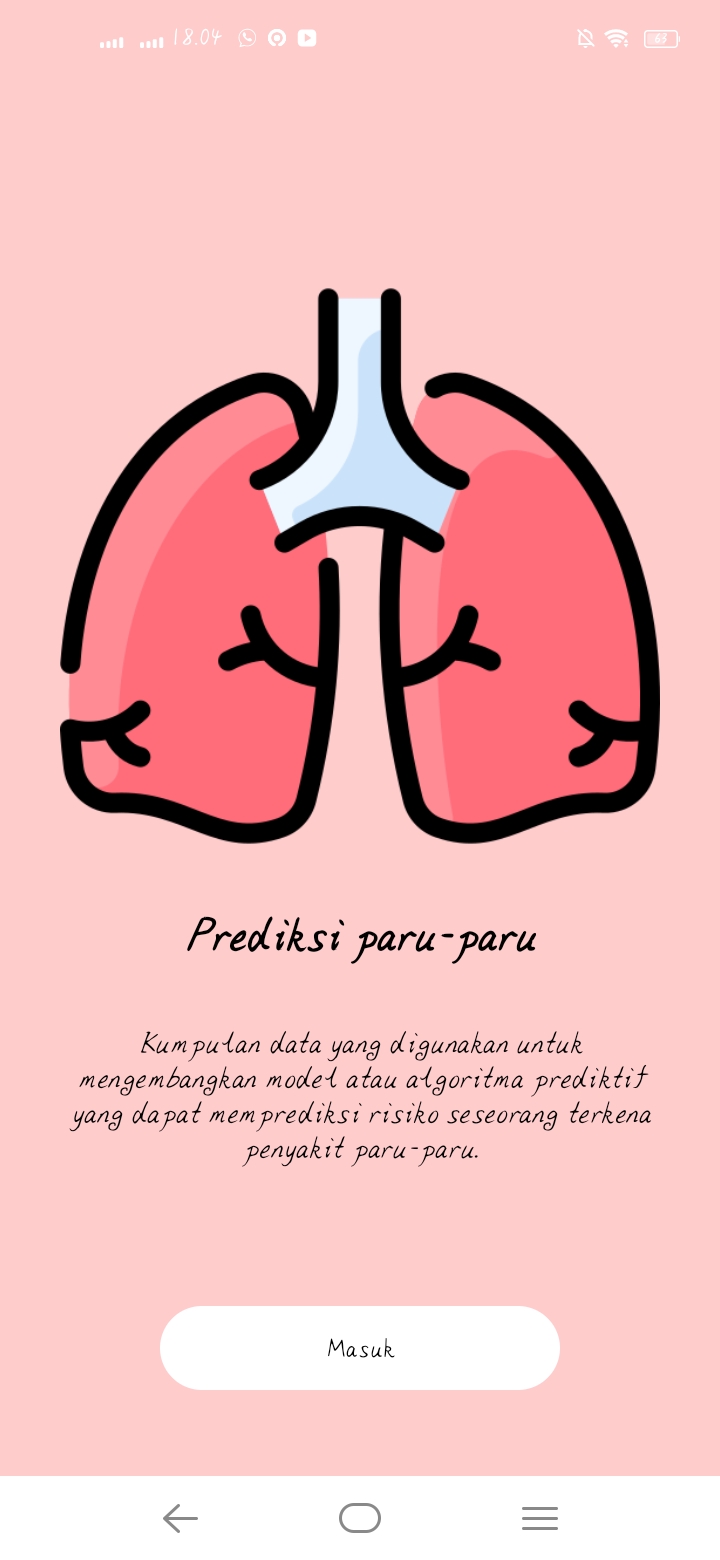 18.04
63
Prediksi paru-paru
Kumpulan data yang digunakan untuk
mengembangkan model atau algoritma prediktif
yang dapat memprediksi risiko seseorang terkena
penyakit paru-paru.
Masuk